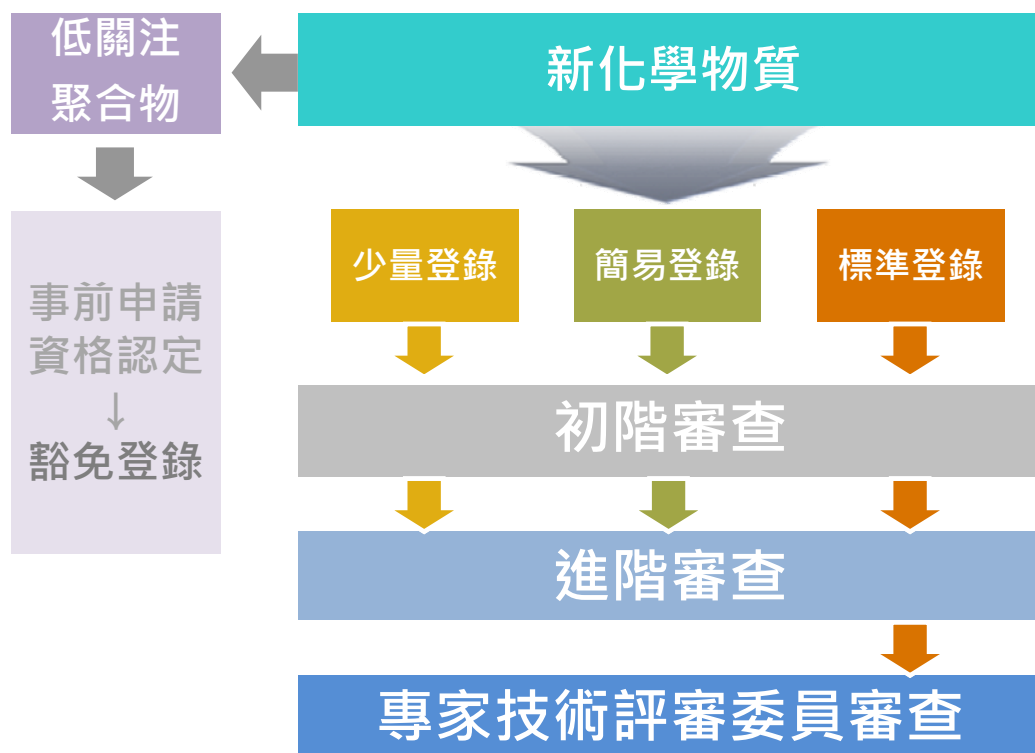 低關注
聚合物
新化學物質
事前申請
資格認定
↓
豁免登錄
少量登錄
簡易登錄
標準登錄
初階審查
進階審查
專家技術評審委員審查